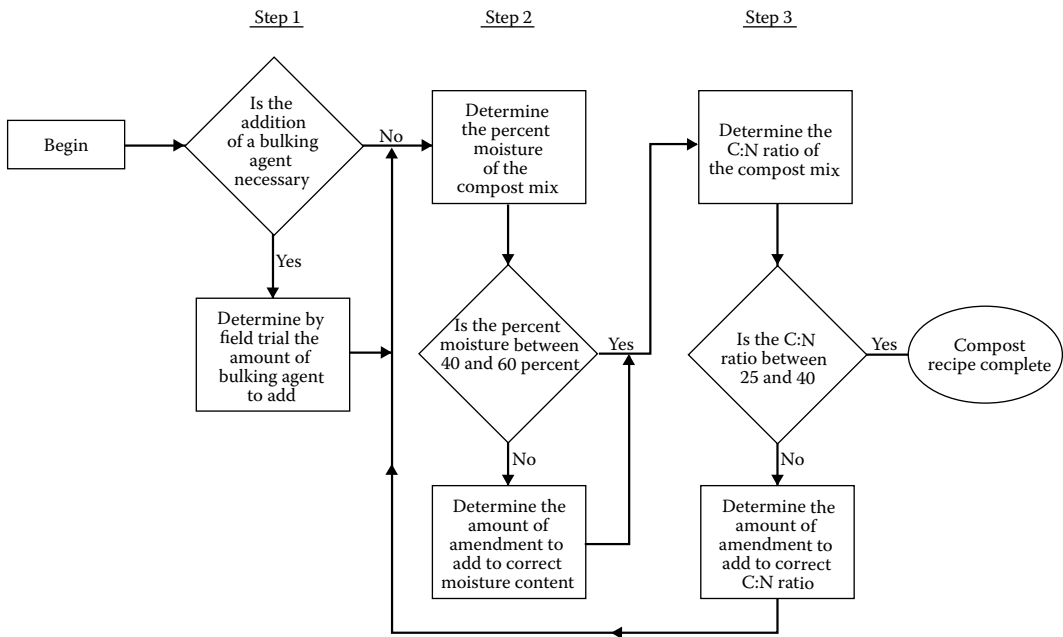 Step 1
Step 2
Step 3
Begin
Is the
addition
of a bulking
agent
necessary
No
Yes
Determine by
field trial the
amount of
bulking agent
to add
Determine
the percent
moisture
of the
compost mix
Is the percent
moisture between
40 and 60 percent
Yes
No
Determine the
amount of
amendment to
add to correct
moisture content
Determine the
C:N ratio of
the compost mix
Is the C:N
ratio between
25 and 40
Yes
No
Compost
recipe complete
Determine the
amount of
amendment to
add to correct
C:N ratio